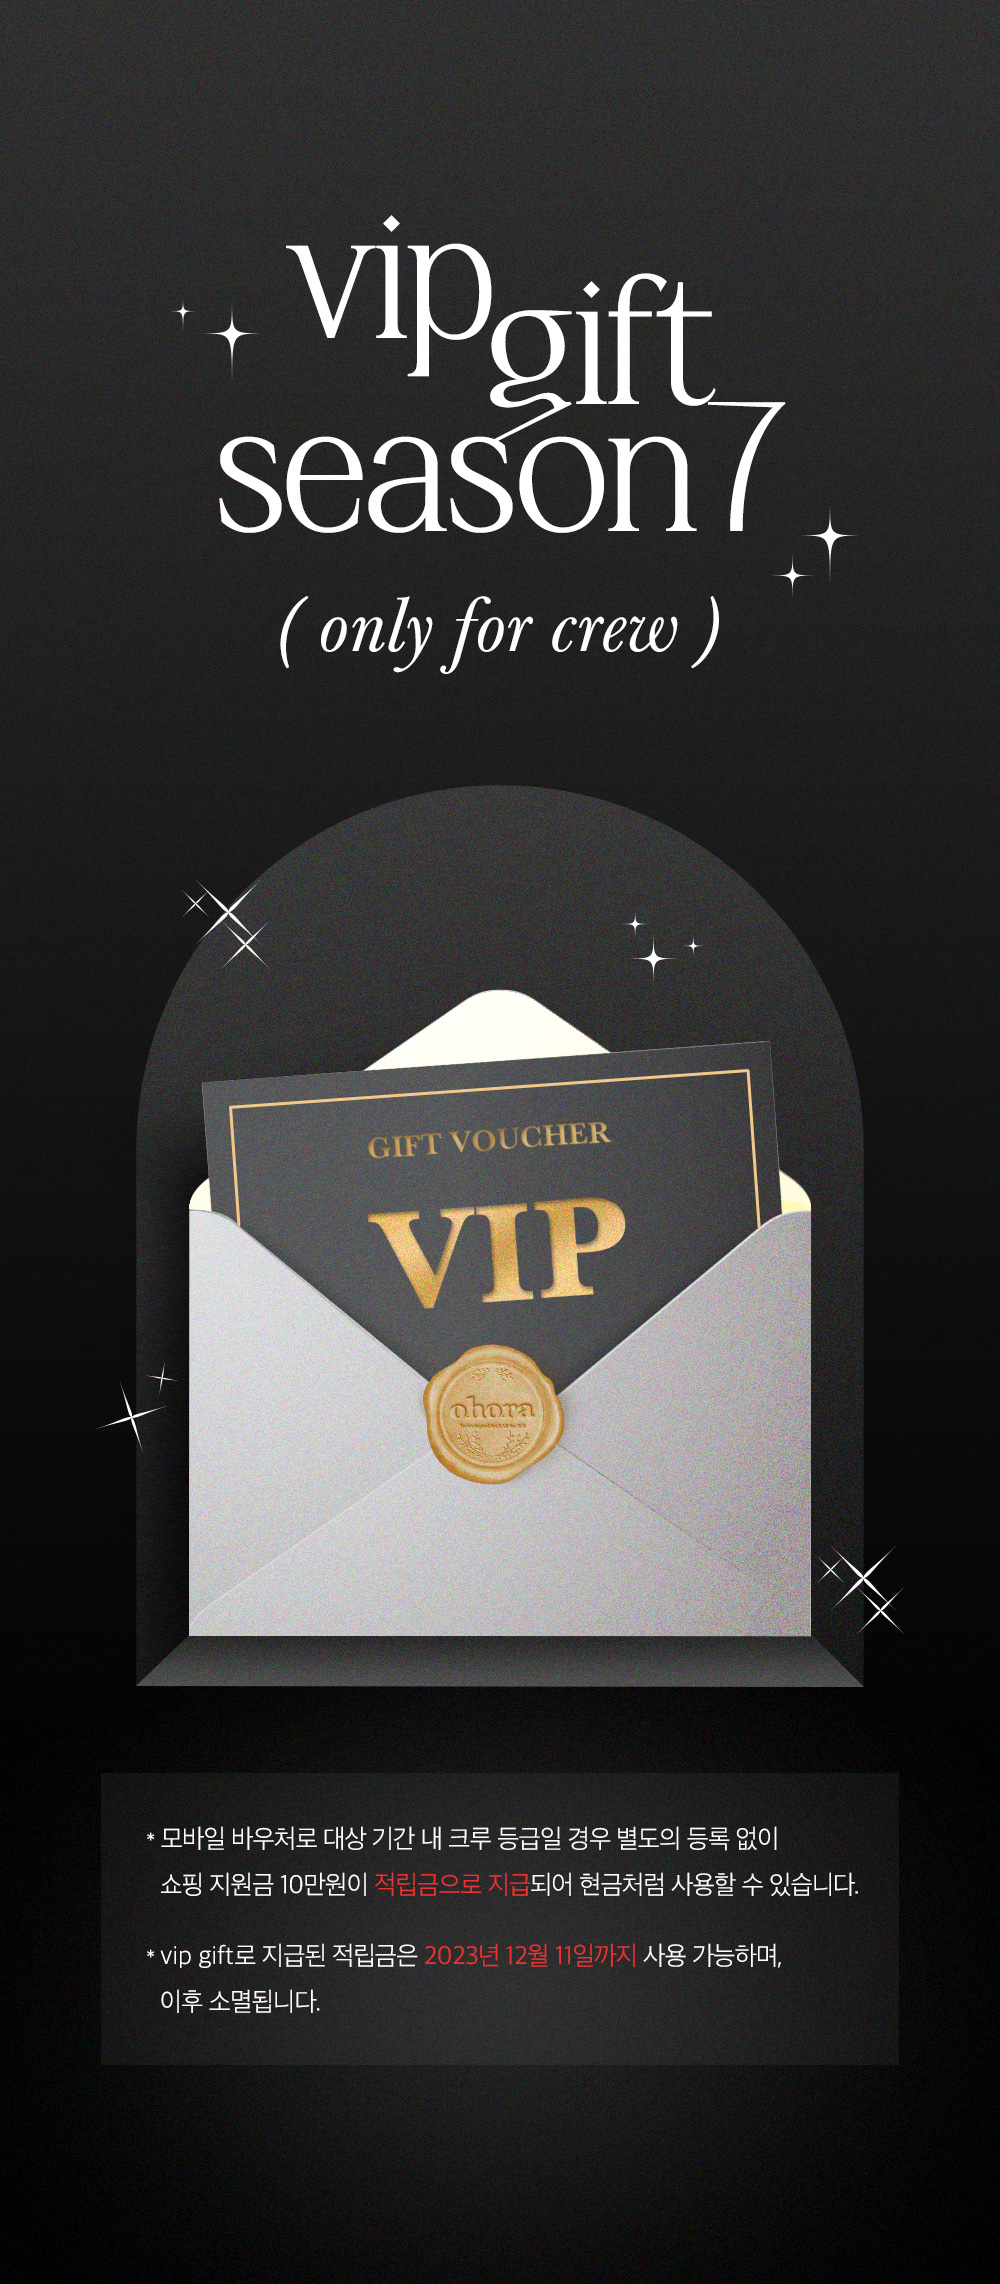 vip gift
season 7
( only for crew )
GIFT VOUCHER
VIP
ohora
* 모바일 바우처로 대상 기간 내 크루 등급일 경우 별도의 등록 없이
쇼핑 지원금 10만원이 적립금으로 지급되어 현금처럼 사용할 수 있습니다.
* vip gift로 지급된 적립금은 2023년 12월 11일까지 사용 가능하며,
이후 소멸됩니다.